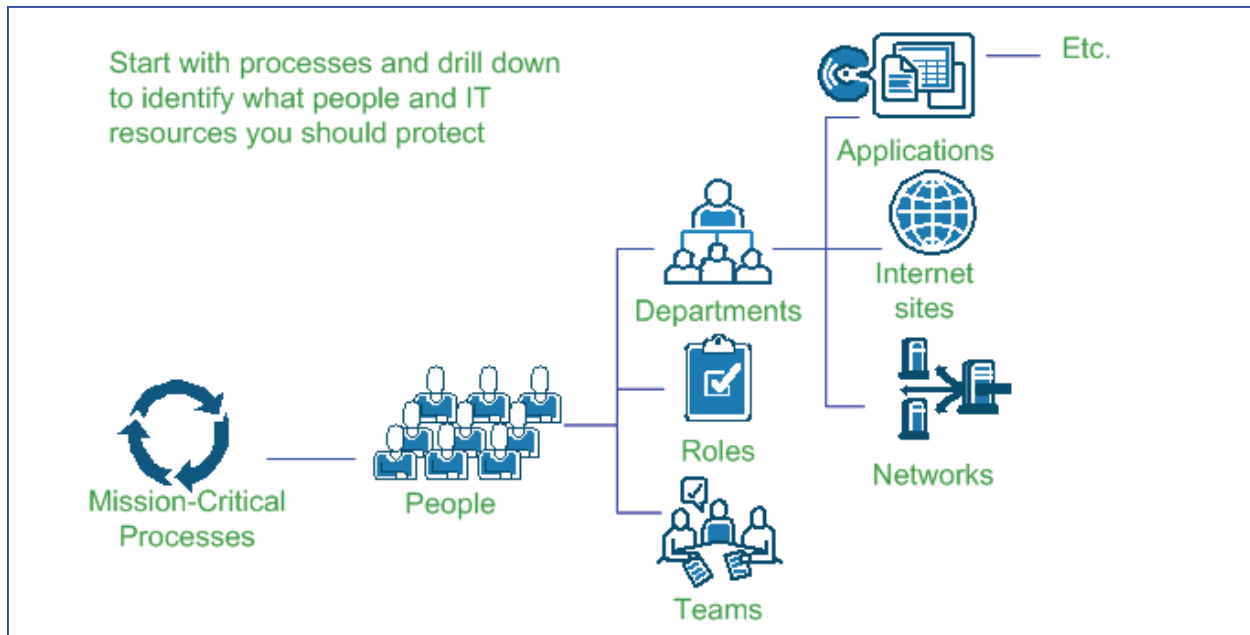 Start with processes and drill down
to identify what people and IT
resources you should protect
Etc.
Applications
Internet
sites
Departments
Roles
Networks
Mission-Critical
Processes
People
Teams